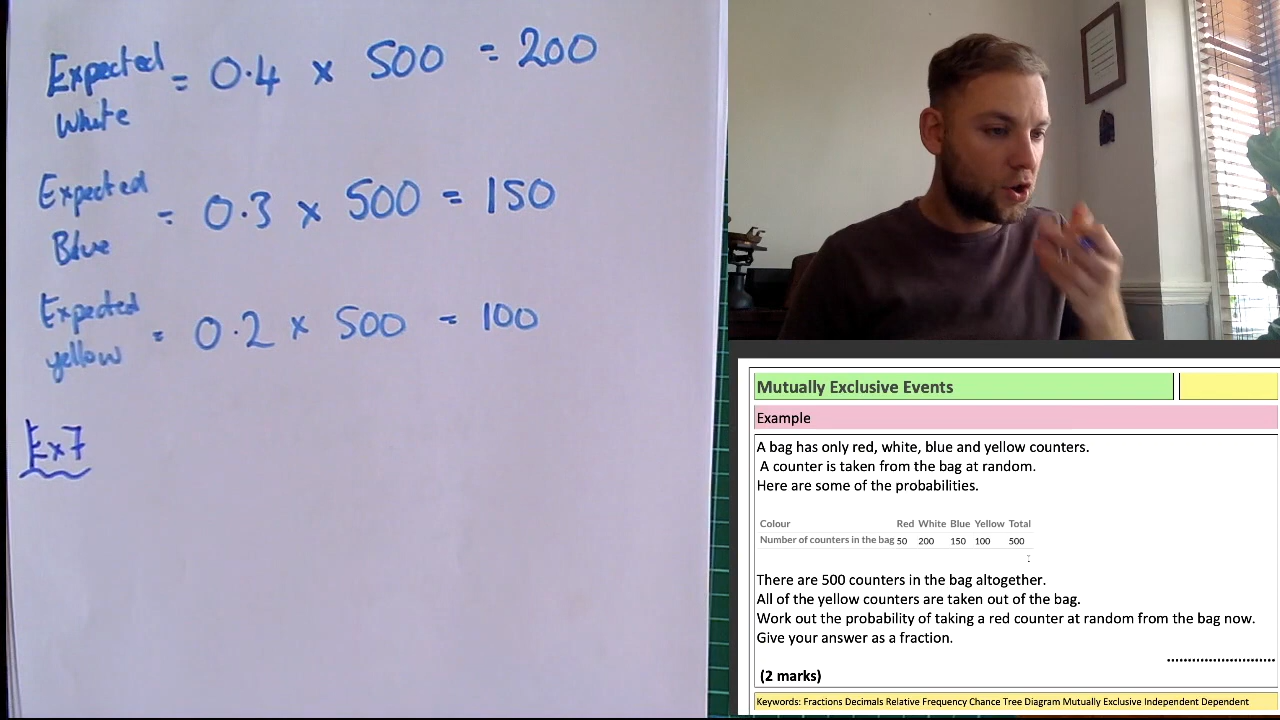 Expected
White
= 0.4 x 500 = 200
Expected
Blue
= 0.3 x 500 = 150
Expected
yellow
= 0.2 x 500 = 100
Ex7
Mutually Exclusive Events
Example
A bag has only red, white, blue and yellow counters.
A counter is taken from the bag at random.
Here are some of the probabilities.
Colour Red White Blue Yellow Total
Number of counters in the bag 50 200 150 100 500
There are 500 counters in the bag altogether.
All of the yellow counters are taken out of the bag.
Work out the probability of taking a red counter at random from the bag now.
Give your answer as a fraction.
..........................
(2 marks)
Keywords: Fractions Decimals Relative Frequency Chance Tree Diagram Mutually Exclusive Independent Dependent